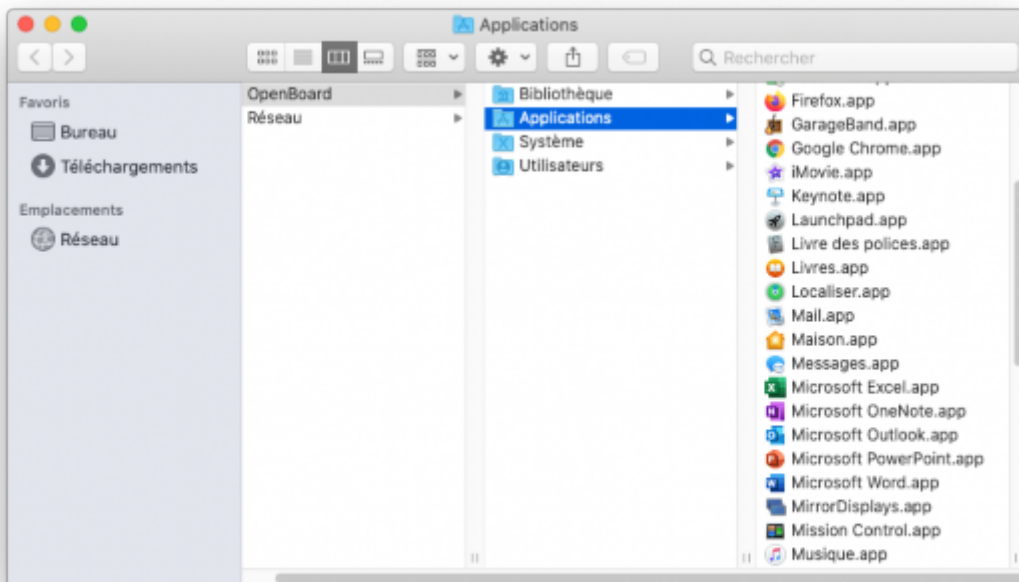 Applications
Rechercher
Favoris
Bureau
Téléchargements
Emplacements
Réseau
OpenBoard
Réseau
Bibliothèque
Applications
Système
Utilisateurs
Firefox.app
GarageBand.app
Google Chrome.app
iMovie.app
Keynote.app
Launchpad.app
Livre des polices.app
Livres.app
Localiser.app
Mail.app
Maison.app
Messages.app
Microsoft Excel.app
Microsoft OneNote.app
Microsoft Outlook.app
Microsoft PowerPoint.app
Microsoft Word.app
MirrorDisplays.app
Mission Control.app
Musique.app